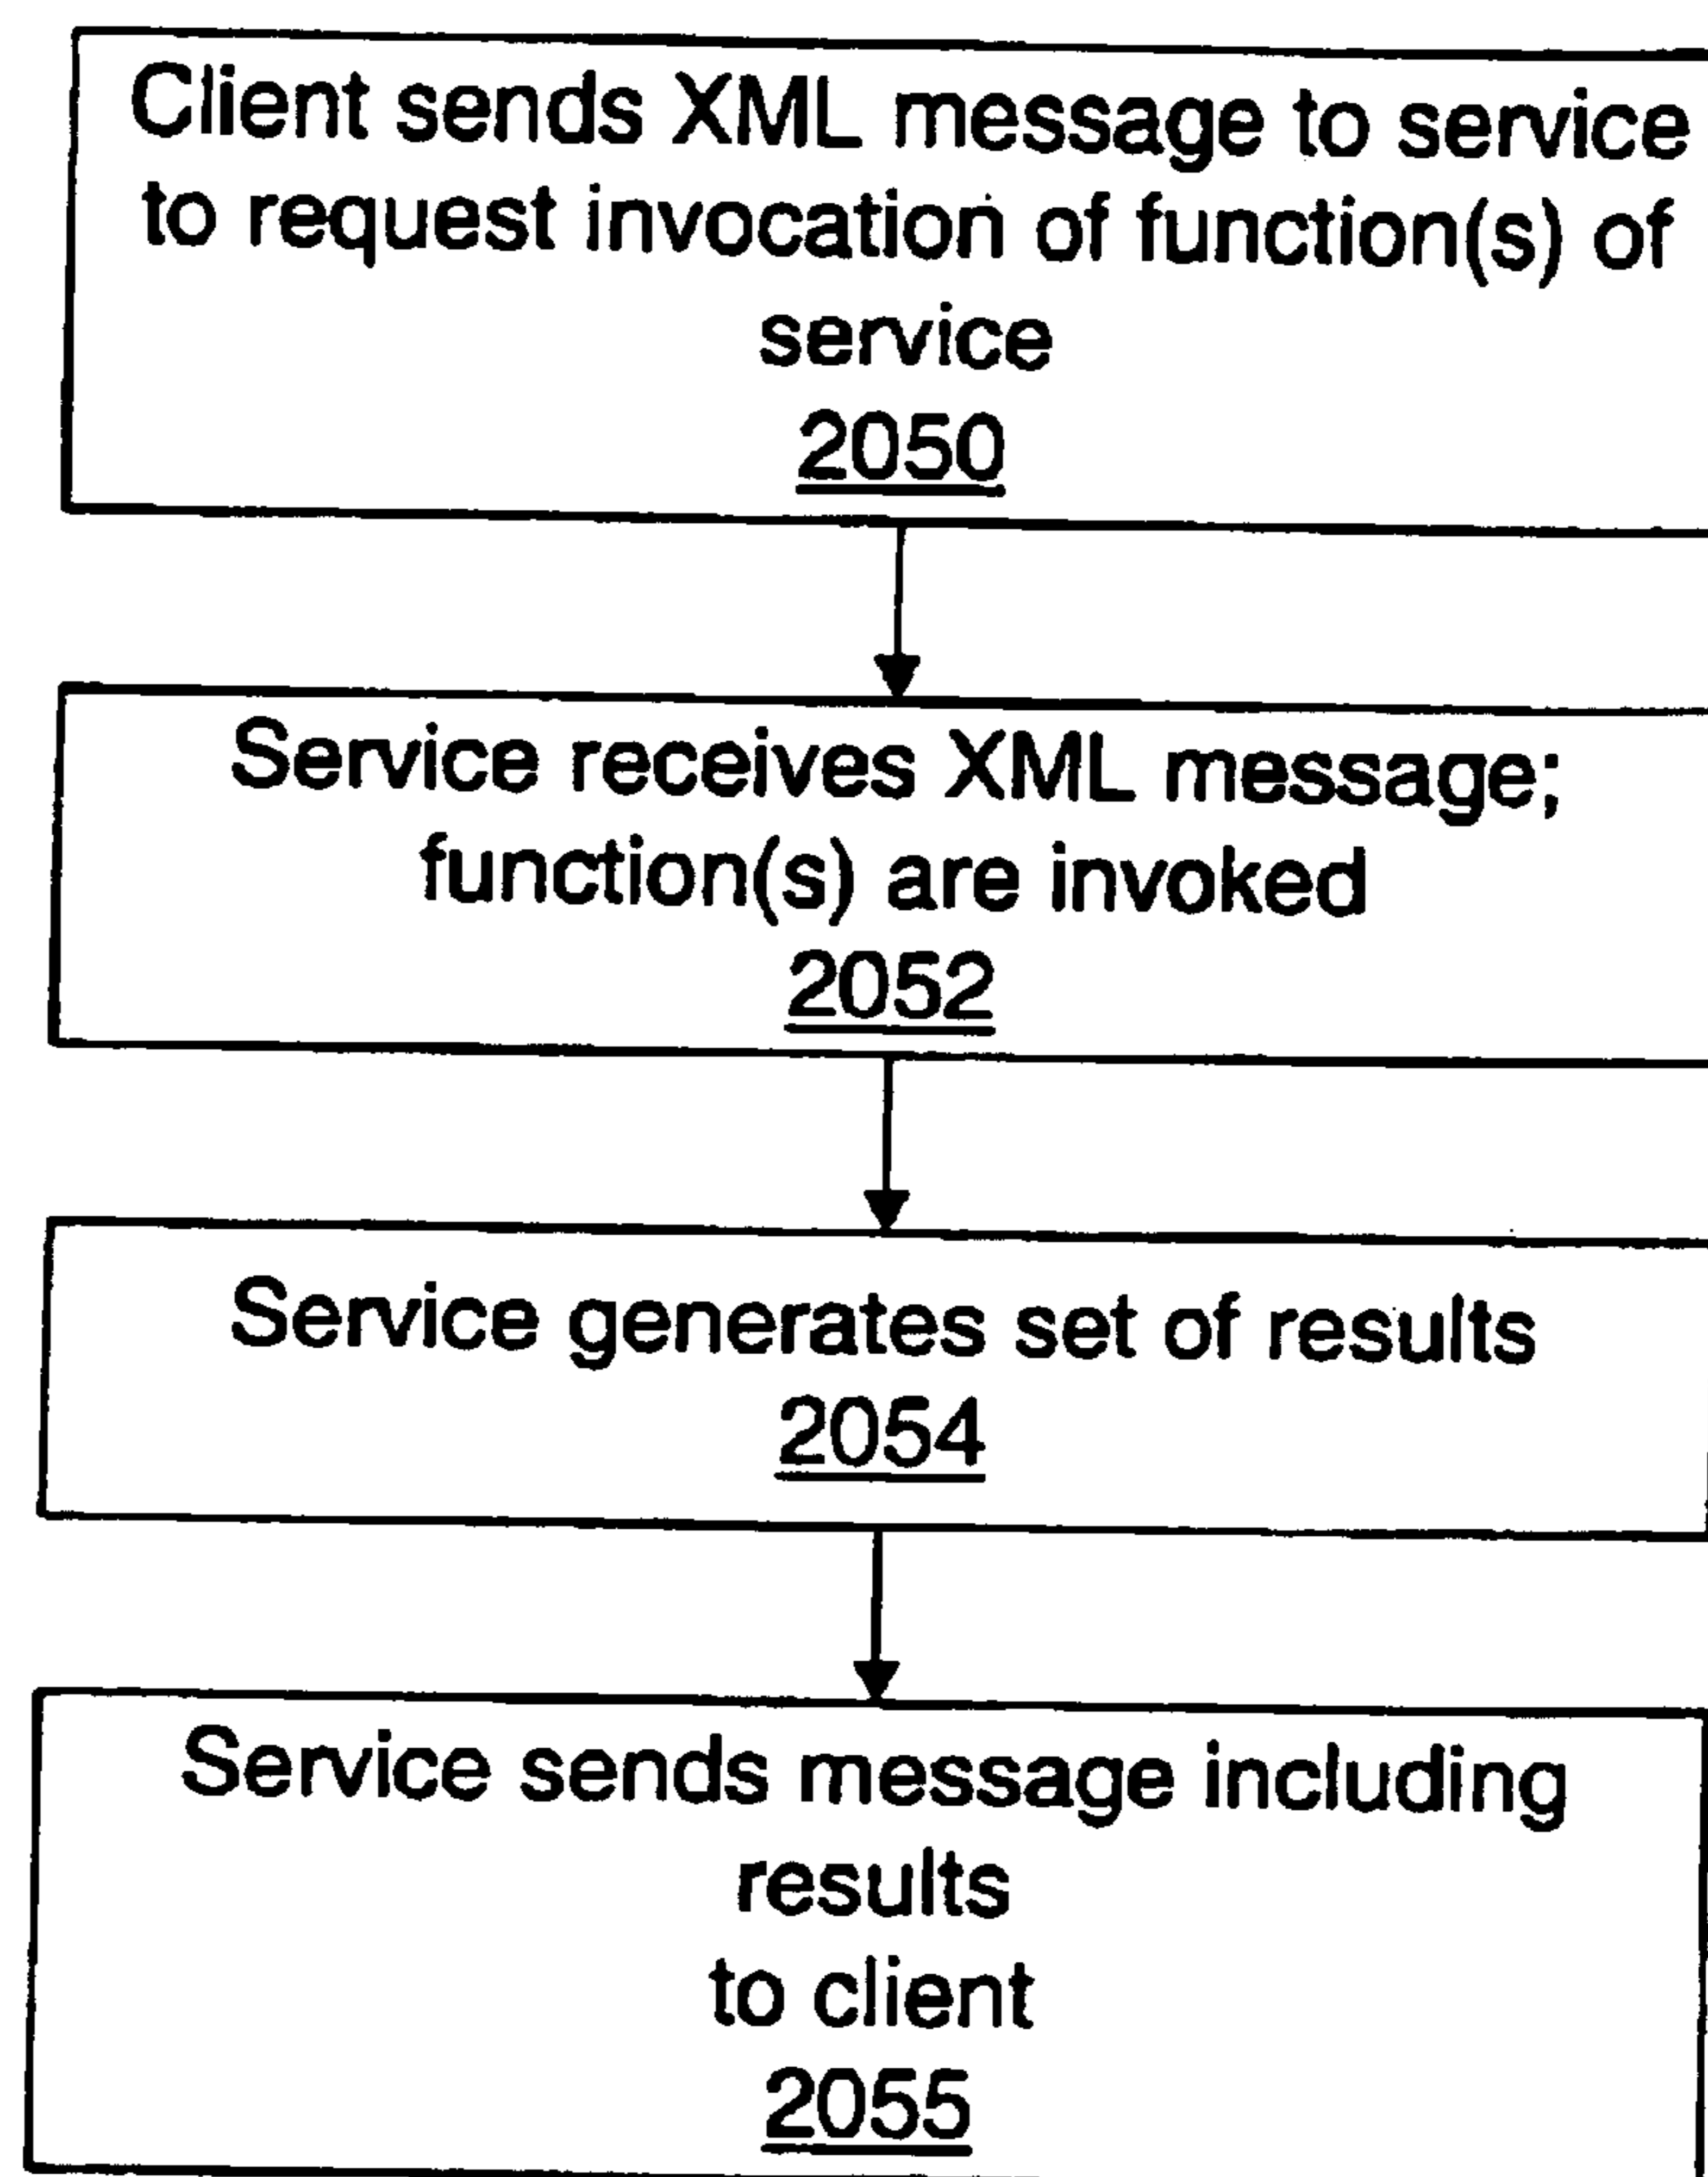 Client sends XML message to service
to request invocation of function(s) of
service
2050
Service receives XML message;
function(s) are invoked
2052
Service generates set of results
2054
Service sends message including
results
to client
2055